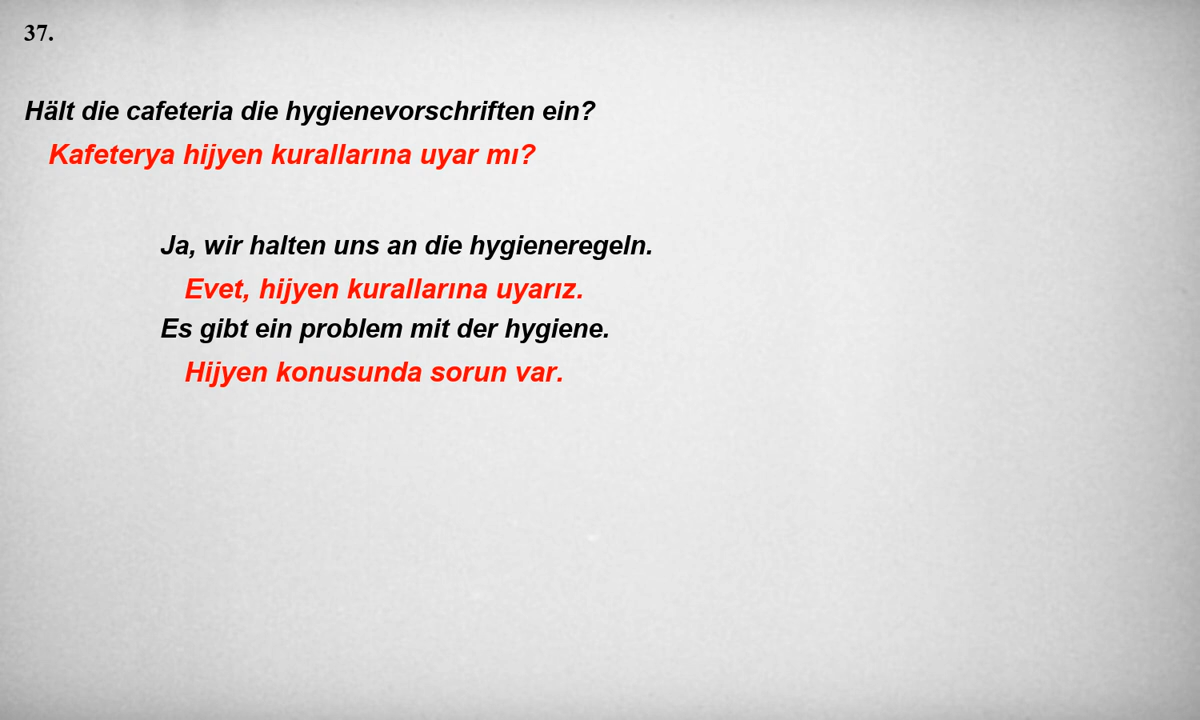 37.
Hält die cafeteria die hygienevorschriften ein?
Kafeterya hijyen kurallarına uyar mı?
Ja, wir halten uns an die hygieneregeln.
Evet, hijyen kurallarına uyarız.
Es gibt ein problem mit der hygiene.
Hijyen konusunda sorun var.